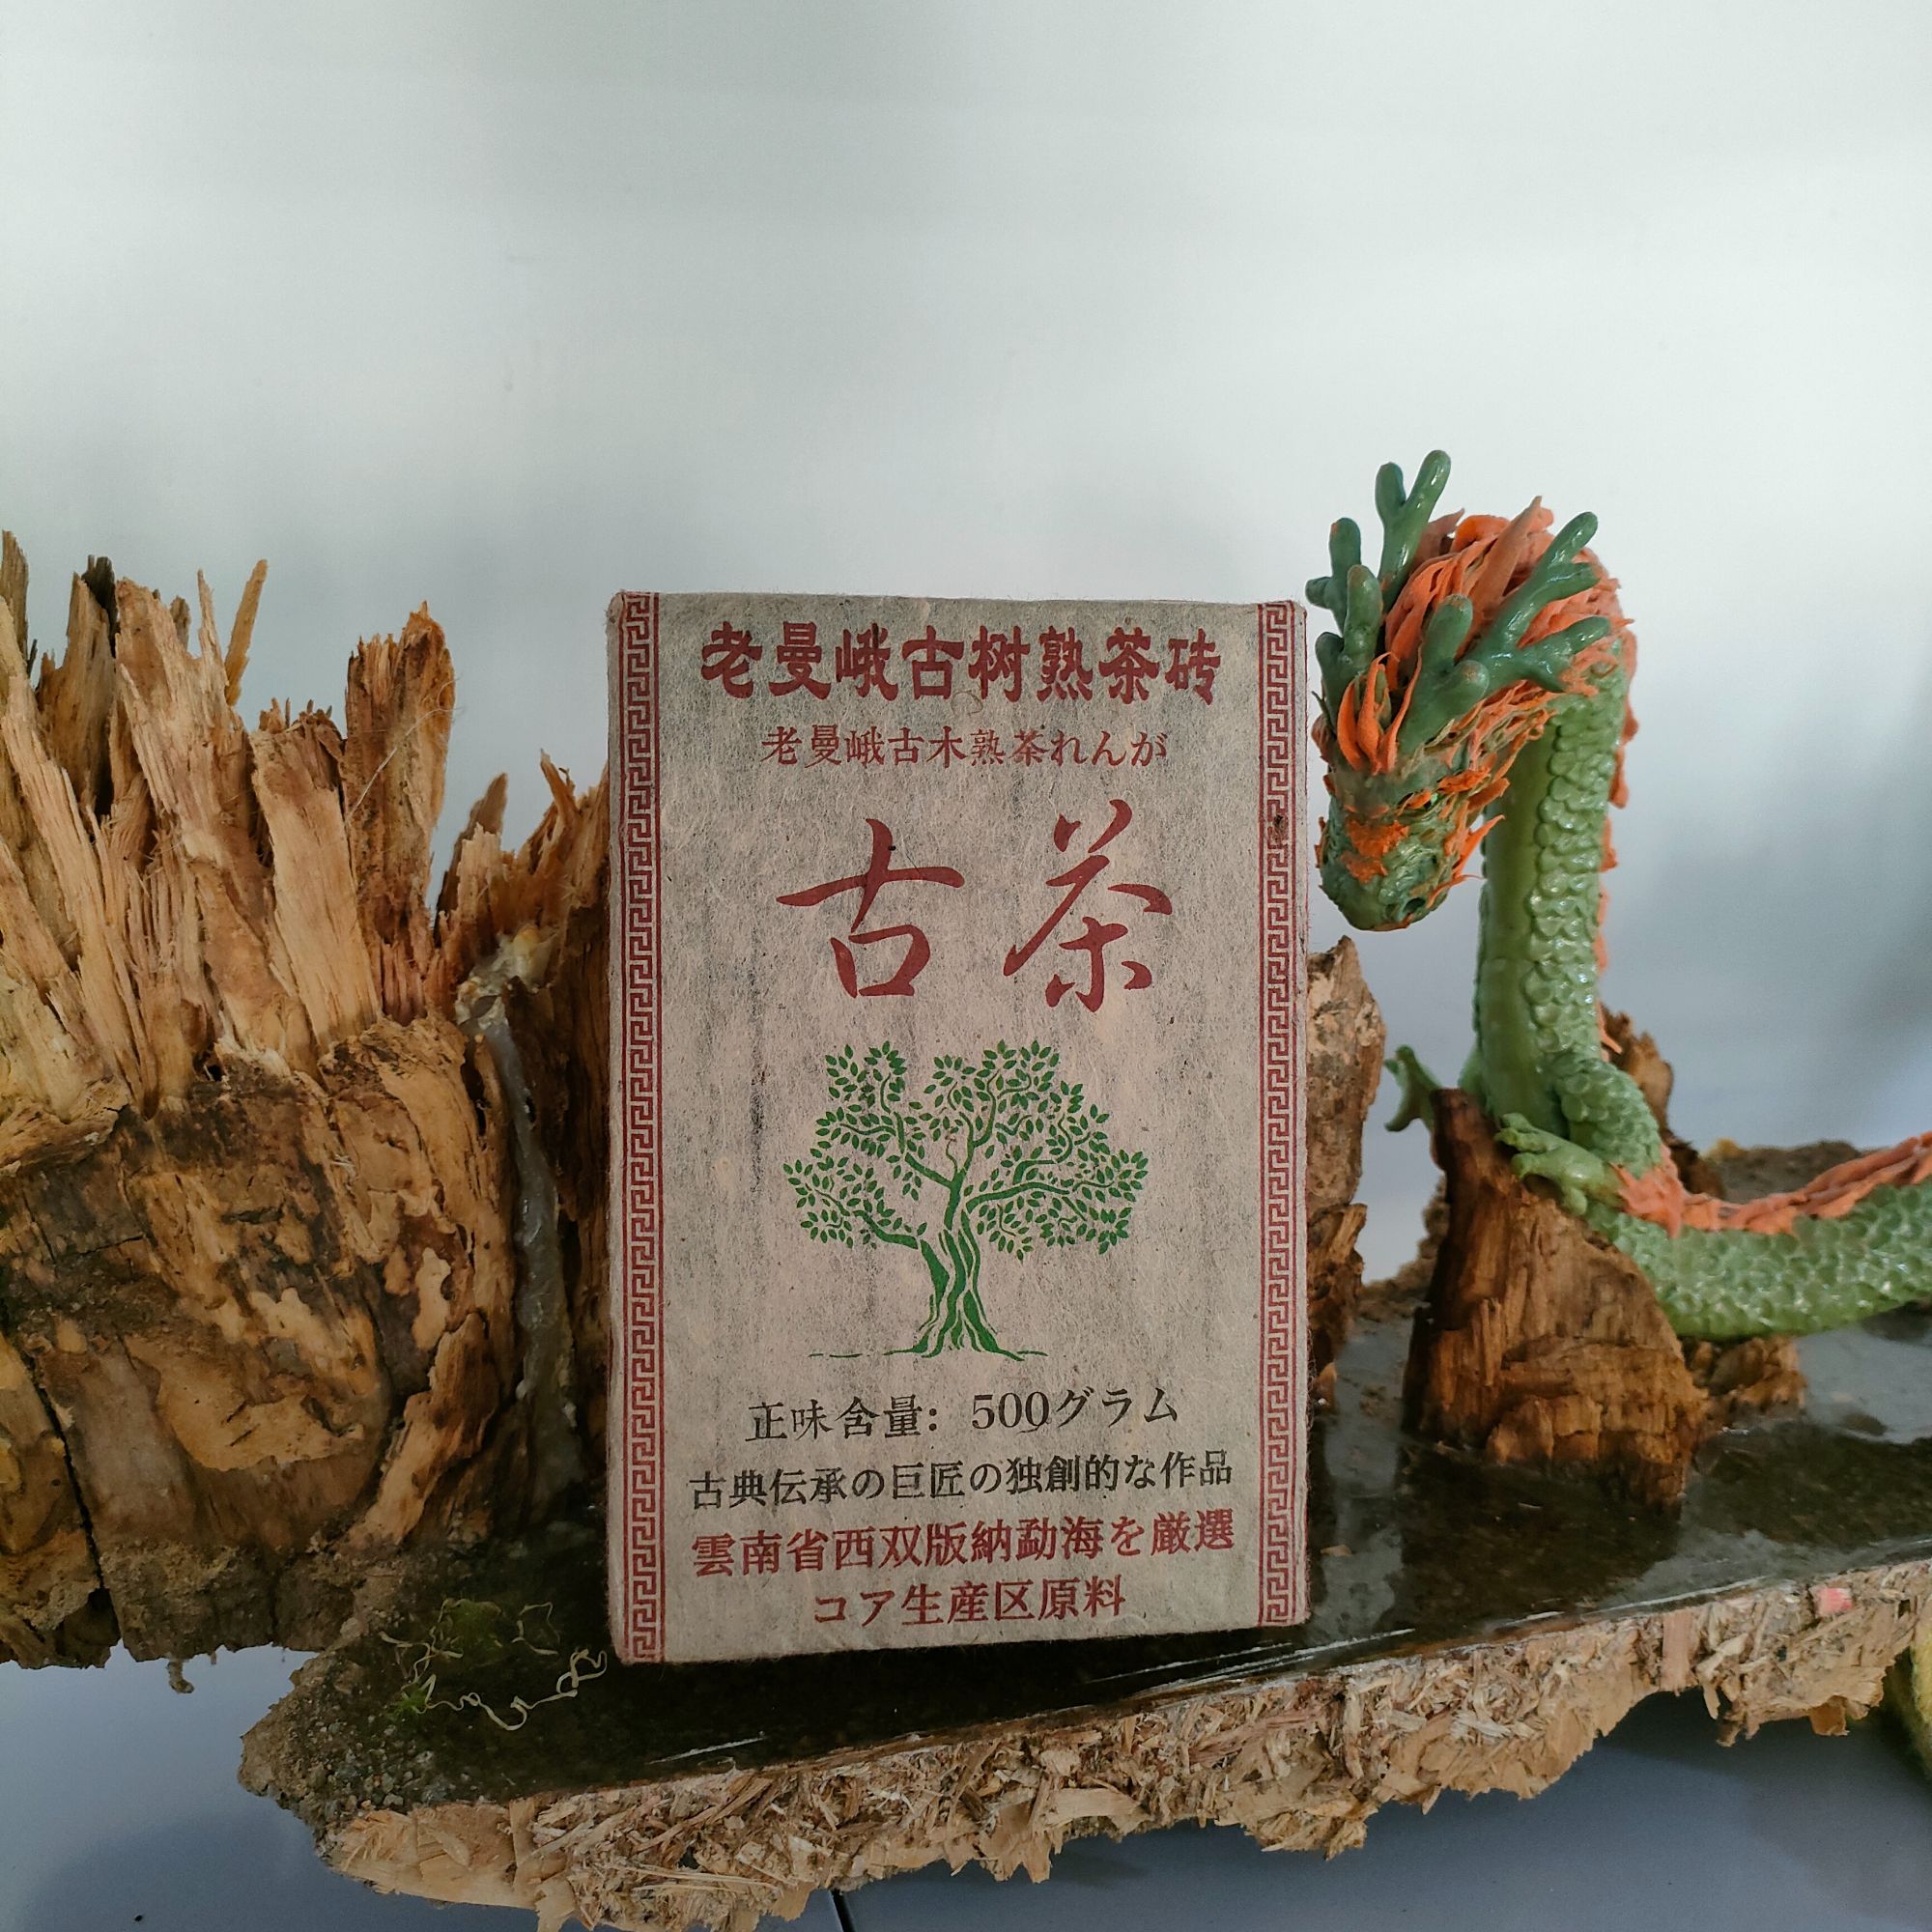 老曼峨古树熟茶砖
老曼峨古木熟茶れんが
古茶
正味含量: 500グラム
古典伝承の巨匠の独創的な作品
雲南省西双版納勐海を厳選
コア生産区原料